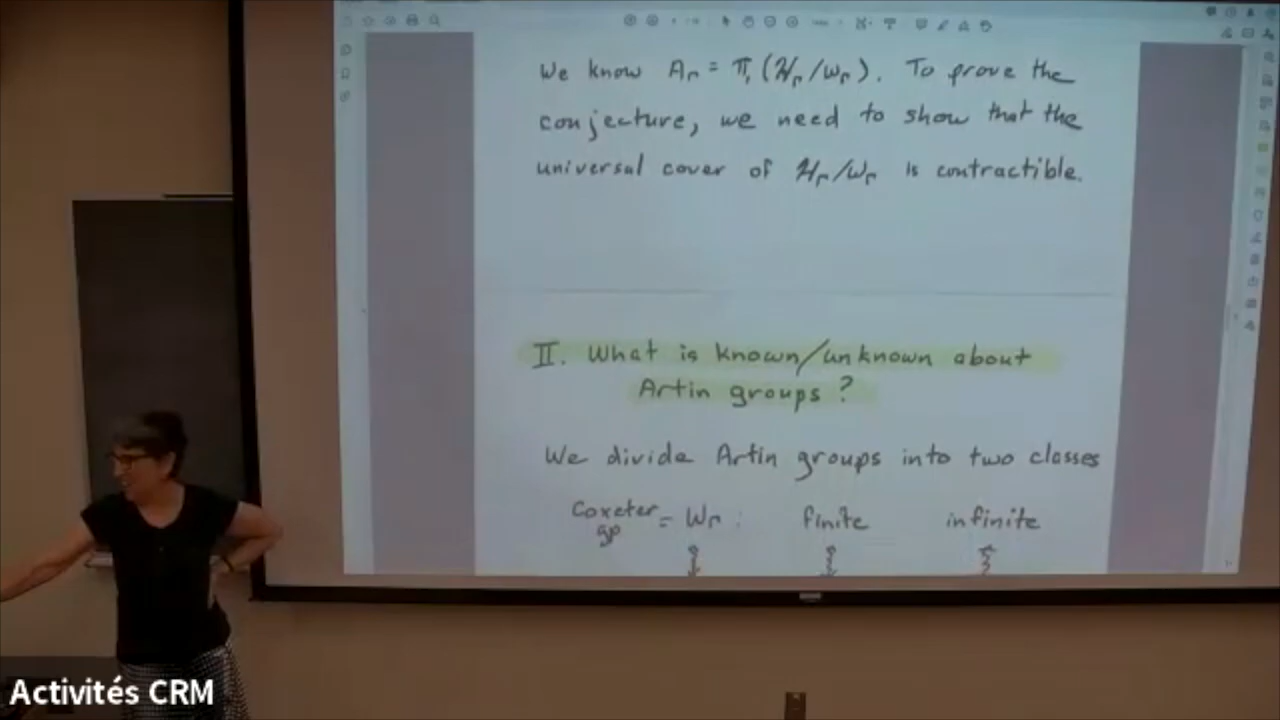 We know A_Γ = π₁(ℋ_Γ/W_Γ). To prove the
conjecture, we need to show that the
universal cover of ℋ_Γ/W_Γ is contractible.
II. What is known/unknown about
Artin groups?
We divide Artin groups into two classes
Coxeter gp = W_Γ : finite infinite
Activités CRM